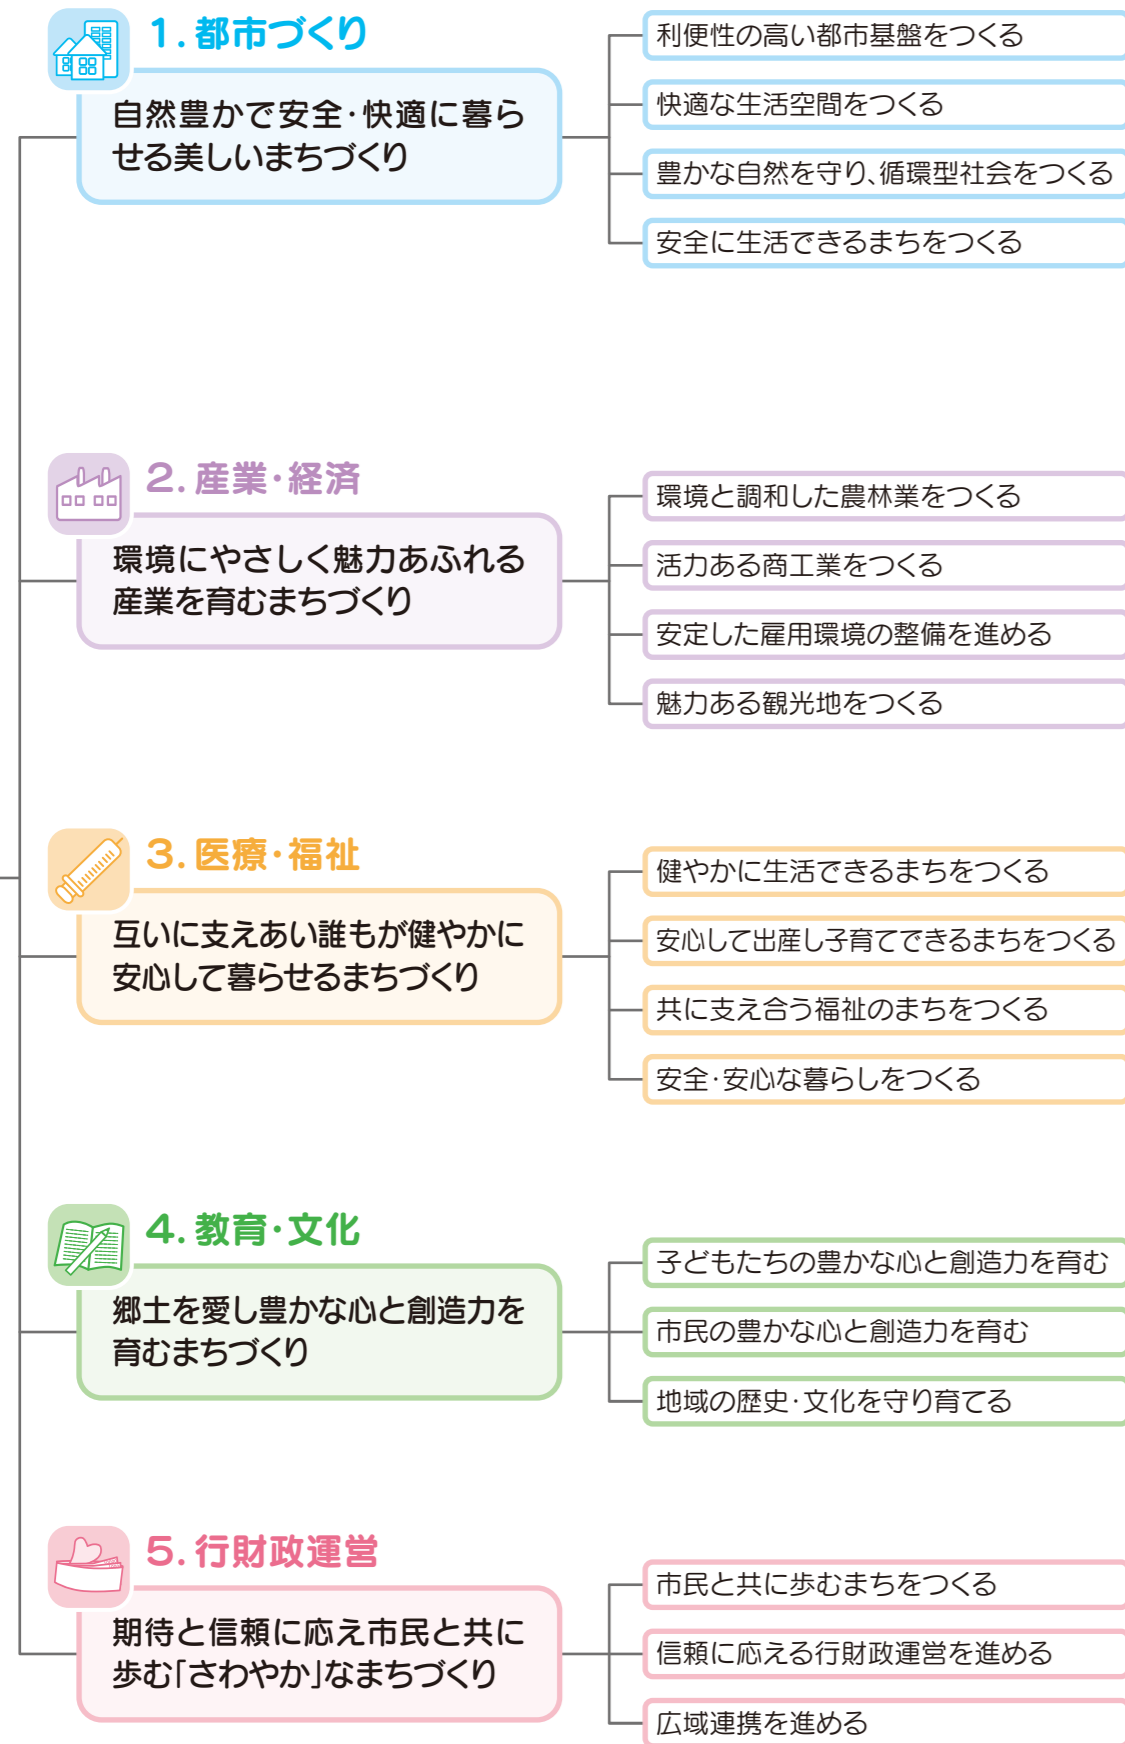 1. 都市づくり
自然豊かで安全・快適に暮ら
せる美しいまちづくり
利便性の高い都市基盤をつくる
快適な生活空間をつくる
豊かな自然を守り、循環型社会をつくる
安全に生活できるまちをつくる
2. 産業・経済
環境にやさしく魅力あふれる
産業を育むまちづくり
環境と調和した農林業をつくる
活力ある商工業をつくる
安定した雇用環境の整備を進める
魅力ある観光地をつくる
3. 医療・福祉
互いに支えあい誰もが健やかに
安心して暮らせるまちづくり
健やかに生活できるまちをつくる
安心して出産し子育てできるまちをつくる
共に支え合う福祉のまちをつくる
安全・安心な暮らしをつくる
4. 教育・文化
郷土を愛し豊かな心と創造力を
育むまちづくり
子どもたちの豊かな心と創造力を育む
市民の豊かな心と創造力を育む
地域の歴史・文化を守り育てる
5. 行財政運営
期待と信頼に応え市民と共に
歩む「さわやか」なまちづくり
市民と共に歩むまちをつくる
信頼に応える行財政運営を進める
広域連携を進める